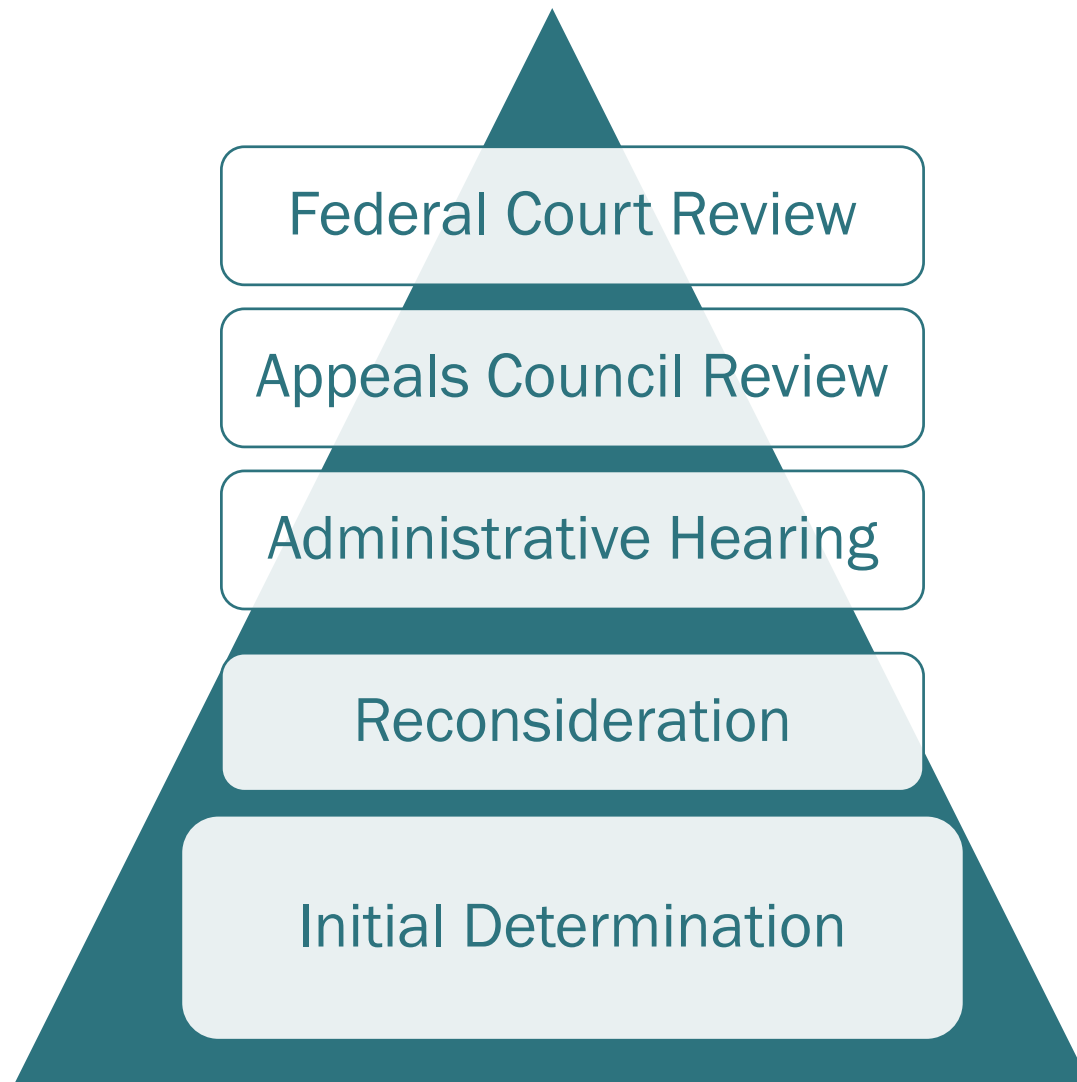 Federal Court Review
Appeals Council Review
Administrative Hearing
Reconsideration
Initial Determination